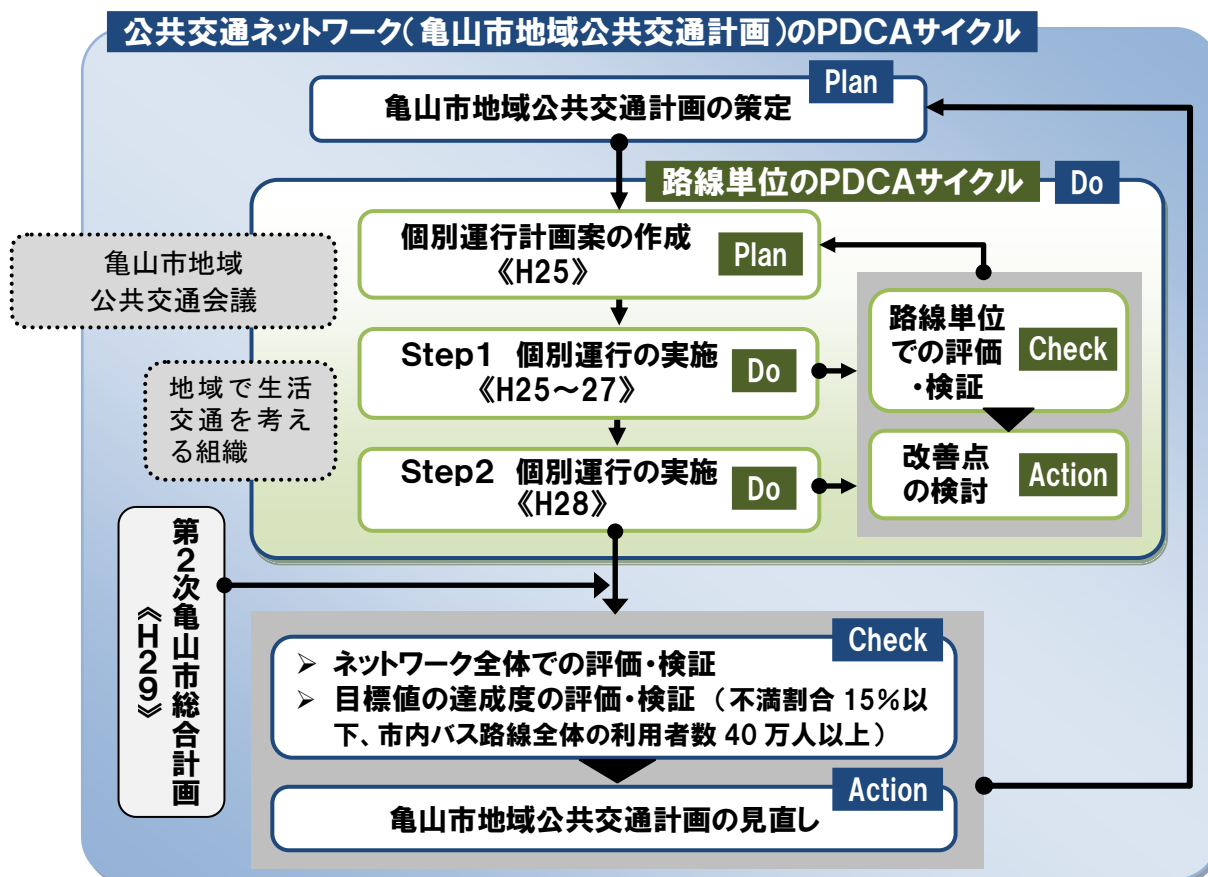 公共交通ネットワーク（亀山市地域公共交通計画）のPDCAサイクル
Plan
亀山市地域公共交通計画の策定
路線単位のPDCAサイクル
Do
個別運行計画案の作成
《H25》
Plan
亀山市地域
公共交通会議
路線単位
での評価
・検証
Check
Step1 個別運行の実施
《H25～27》
Do
地域で生活
交通を考え
る組織
Step2 個別運行の実施
《H28》
Do
改善点
の検討
Action
第2次亀山市総合計画
《H29》
Check
➢ ネットワーク全体での評価・検証
➢ 目標値の達成度の評価・検証（不満割合 15％以
下、市内バス路線全体の利用者数 40 万人以上）
Action
亀山市地域公共交通計画の見直し